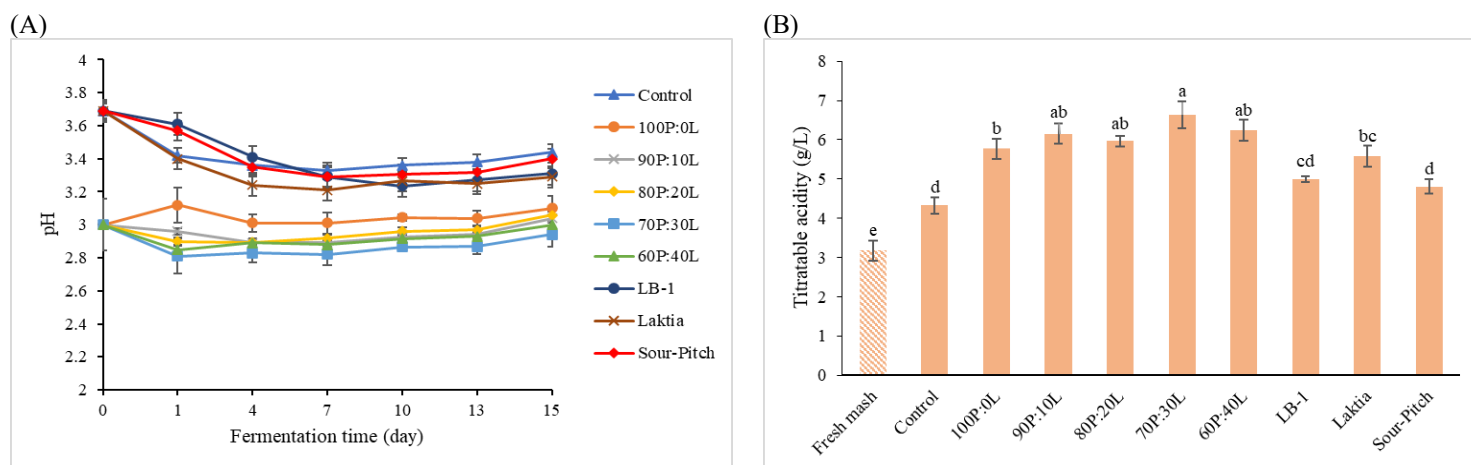 (A)
4
3.8
3.6
3.4
3.2
3
2.8
2.6
2.4
2.2
2
pH
0 1 4 7 10 13 15
Fermentation time (day)
Control
100P:0L
90P:10L
80P:20L
70P:30L
60P:40L
LB-1
Laktia
Sour-Pitch
(B)
8
7
6
5
4
3
2
1
0
Titratable acidity (g/L)
e d b ab ab a ab cd bc d
Fresh mash Control 100P:0L 90P:10L 80P:20L 70P:30L 60P:40L LB-1 Laktia Sour-Pitch